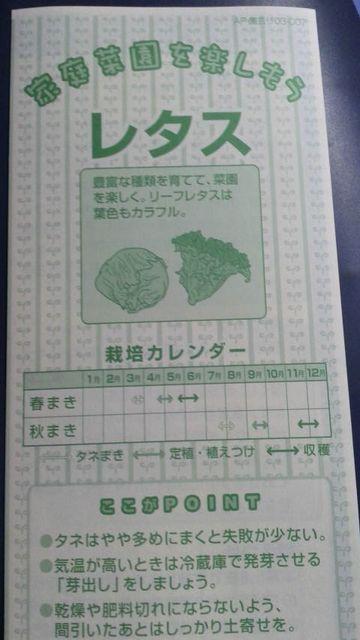 家庭菜園を楽しもう
レタス
豊富な種類を育てて、菜園
を楽しく。リーフレタスは
葉色もカラフル。
栽培カレンダー
1月 2月 3月 4月 5月 6月 7月 8月 9月 10月 11月 12月
春まき
秋まき
タネまき 定植・植えつけ 収穫
ここがPOINT
●タネはやや多めにまくと失敗が少ない。
●気温が高いときは冷蔵庫で発芽させる
「芽出し」をしましょう。
●乾燥や肥料切れにならないよう、
間引いたあとはしっかり土寄せを。